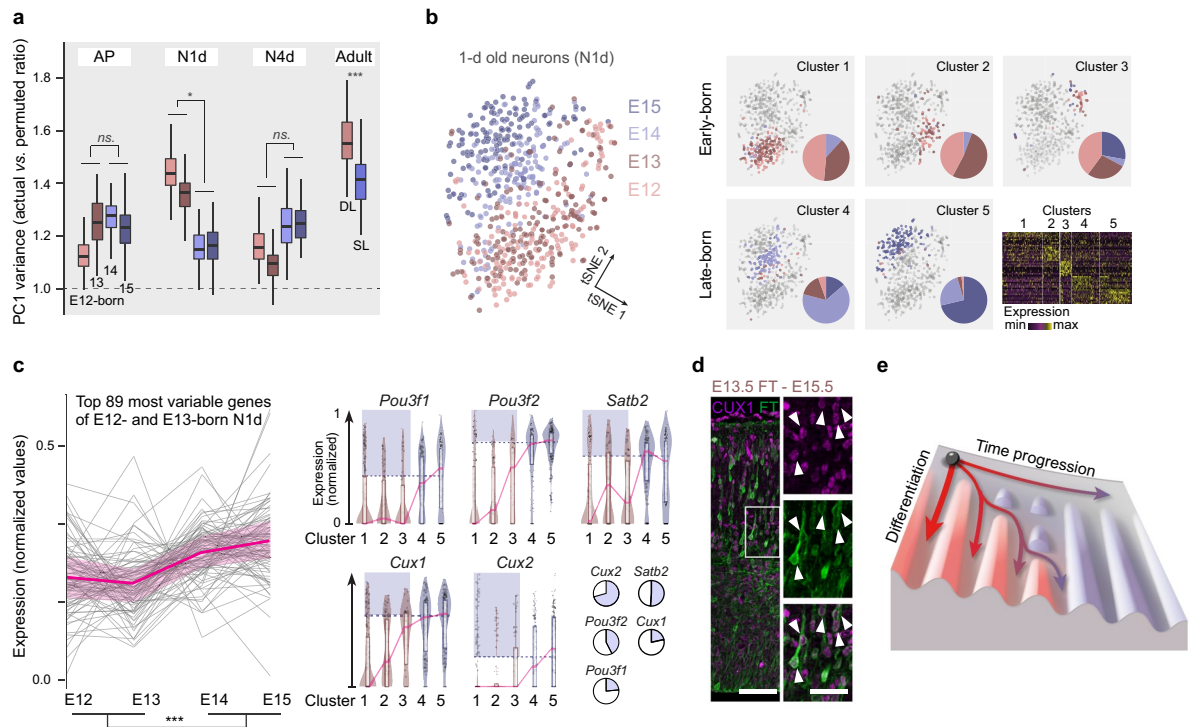 a
PC1 variance (actual vs. permuted ratio)
AP
N1d
N4d
Adult
1.8
1.6
1.4
1.2
1.0
ns.
*
ns.
***
E12-born
13
14
15
DL
SL
b
1-d old neurons (N1d)
E15
E14
E13
E12
tSNE 2
tSNE 1
Early-born
Late-born
Cluster 1
Cluster 2
Cluster 3
Cluster 4
Cluster 5
Clusters
1 2 3 4 5
Expression
min max
c
Top 89 most variable genes
of E12- and E13-born N1d
Expression (normalized values)
0.5
0.0
E12 E13 E14 E15
***
Pou3f1
Pou3f2
Satb2
Expression
(normalized)
1
0
Cluster 1 2 3 4 5
1 2 3 4 5
1 2 3 4 5
Cux1
Cux2
Cluster 1 2 3 4 5
1 2 3 4 5
Cux2
Satb2
Pou3f2
Cux1
Pou3f1
d
E13.5 FT - E15.5
CUX1 FT
e
Time progression
Differentiation